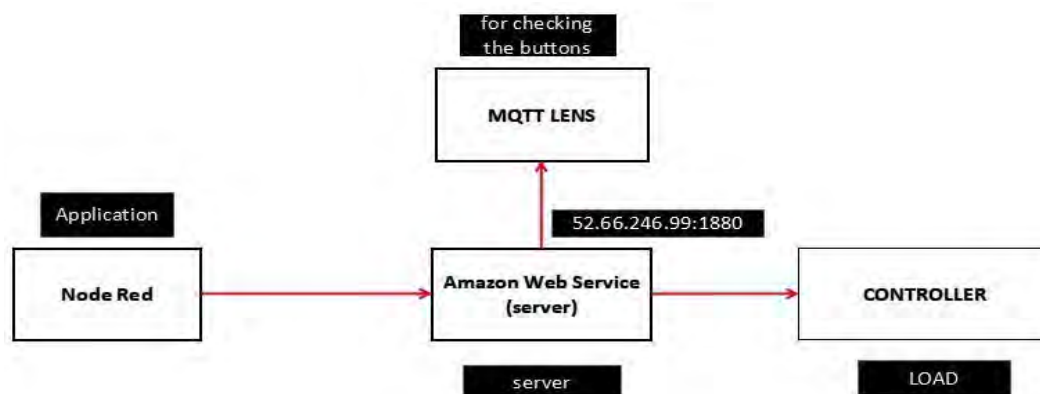 for checking
the buttons
MQTT LENS
Application
52.66.246.99:1880
Node Red
Amazon Web Service
(server)
CONTROLLER
server
LOAD